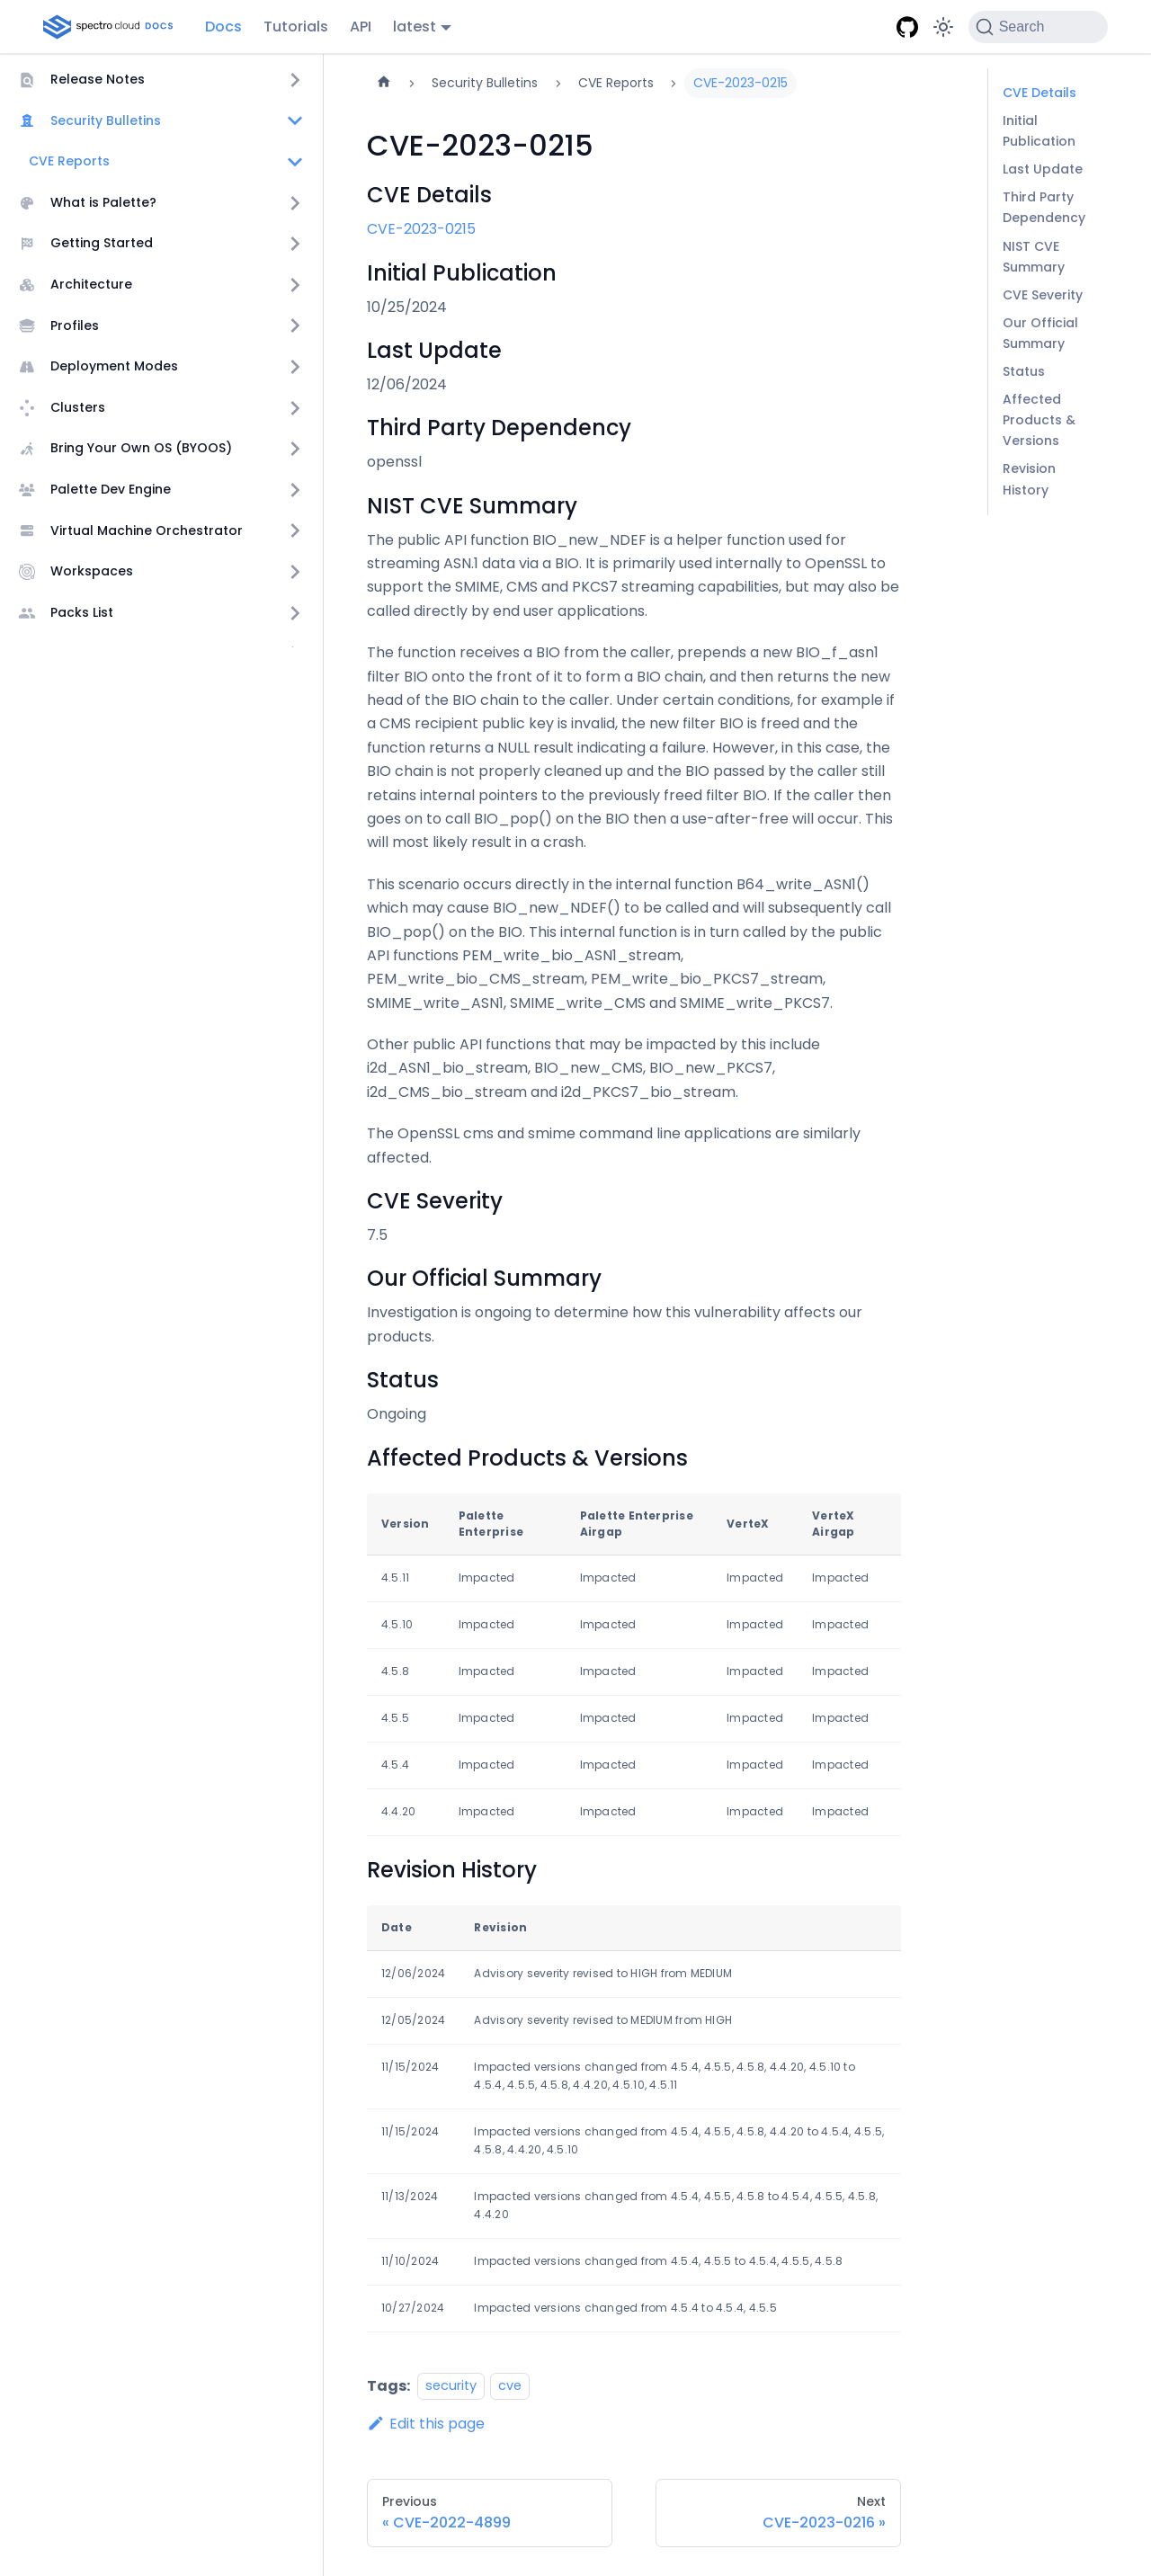 spectro cloud DOCS Docs Tutorials API latest Search
Release Notes
Security Bulletins
CVE Reports
What is Palette?
Getting Started
Architecture
Profiles
Deployment Modes
Clusters
Bring Your Own OS (BYOOS)
Palette Dev Engine
Virtual Machine Orchestrator
Workspaces
Packs List
Security Bulletins › CVE Reports › CVE-2023-0215
CVE-2023-0215
CVE Details
CVE-2023-0215
Initial Publication
10/25/2024
Last Update
12/06/2024
Third Party Dependency
openssl
NIST CVE Summary
The public API function BIO_new_NDEF is a helper function used for
streaming ASN.1 data via a BIO. It is primarily used internally to OpenSSL to
support the SMIME, CMS and PKCS7 streaming capabilities, but may also be
called directly by end user applications.
The function receives a BIO from the caller, prepends a new BIO_f_asn1
filter BIO onto the front of it to form a BIO chain, and then returns the new
head of the BIO chain to the caller. Under certain conditions, for example if
a CMS recipient public key is invalid, the new filter BIO is freed and the
function returns a NULL result indicating a failure. However, in this case, the
BIO chain is not properly cleaned up and the BIO passed by the caller still
retains internal pointers to the previously freed filter BIO. If the caller then
goes on to call BIO_pop() on the BIO then a use-after-free will occur. This
will most likely result in a crash.
This scenario occurs directly in the internal function B64_write_ASN1()
which may cause BIO_new_NDEF() to be called and will subsequently call
BIO_pop() on the BIO. This internal function is in turn called by the public
API functions PEM_write_bio_ASN1_stream,
PEM_write_bio_CMS_stream, PEM_write_bio_PKCS7_stream,
SMIME_write_ASN1, SMIME_write_CMS and SMIME_write_PKCS7.
Other public API functions that may be impacted by this include
i2d_ASN1_bio_stream, BIO_new_CMS, BIO_new_PKCS7,
i2d_CMS_bio_stream and i2d_PKCS7_bio_stream.
The OpenSSL cms and smime command line applications are similarly
affected.
CVE Severity
7.5
Our Official Summary
Investigation is ongoing to determine how this vulnerability affects our
products.
Status
Ongoing
Affected Products & Versions
Version Palette Enterprise Palette Enterprise Airgap VerteX VerteX Airgap
4.5.11 Impacted Impacted Impacted Impacted
4.5.10 Impacted Impacted Impacted Impacted
4.5.8 Impacted Impacted Impacted Impacted
4.5.5 Impacted Impacted Impacted Impacted
4.5.4 Impacted Impacted Impacted Impacted
4.4.20 Impacted Impacted Impacted Impacted
Revision History
Date Revision
12/06/2024 Advisory severity revised to HIGH from MEDIUM
12/05/2024 Advisory severity revised to MEDIUM from HIGH
11/15/2024 Impacted versions changed from 4.5.4, 4.5.5, 4.5.8, 4.4.20, 4.5.10 to
4.5.4, 4.5.5, 4.5.8, 4.4.20, 4.5.10, 4.5.11
11/15/2024 Impacted versions changed from 4.5.4, 4.5.5, 4.5.8, 4.4.20 to 4.5.4, 4.5.5,
4.5.8, 4.4.20, 4.5.10
11/13/2024 Impacted versions changed from 4.5.4, 4.5.5, 4.5.8 to 4.5.4, 4.5.5, 4.5.8,
4.4.20
11/10/2024 Impacted versions changed from 4.5.4, 4.5.5 to 4.5.4, 4.5.5, 4.5.8
10/27/2024 Impacted versions changed from 4.5.4 to 4.5.4, 4.5.5
Tags: security cve
Edit this page
Previous
« CVE-2022-4899
Next
CVE-2023-0216 »
CVE Details
Initial
Publication
Last Update
Third Party
Dependency
NIST CVE
Summary
CVE Severity
Our Official
Summary
Status
Affected
Products &
Versions
Revision
History